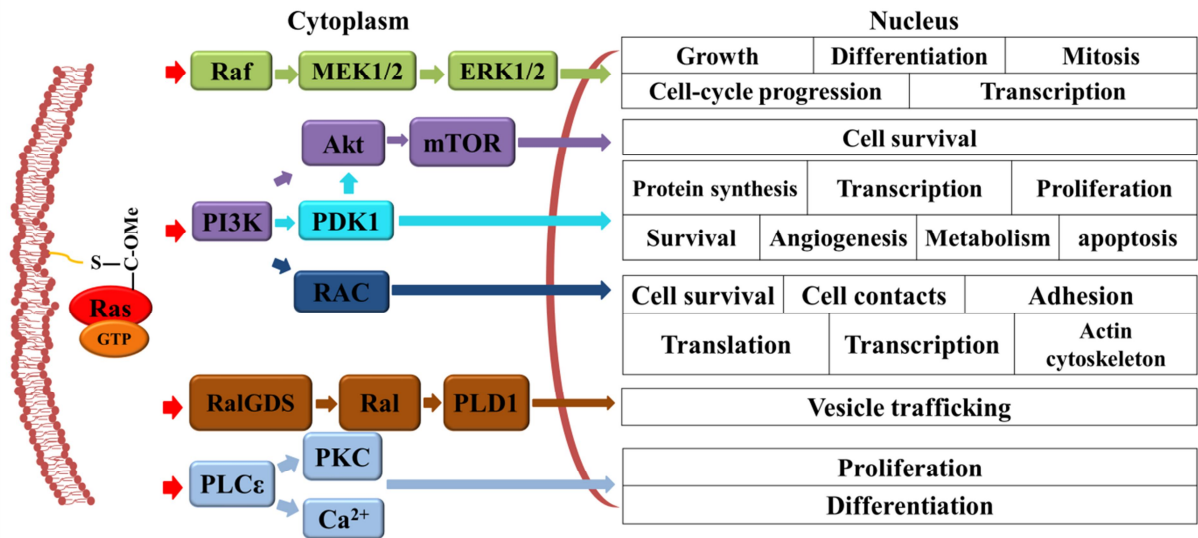 Cytoplasm
Nucleus
Raf
MEK1/2
ERK1/2
Growth
Differentiation
Mitosis
Cell-cycle progression
Transcription
Akt
mTOR
Cell survival
PI3K
PDK1
Protein synthesis
Transcription
Proliferation
Survival
Angiogenesis
Metabolism
apoptosis
S—C-OMe
Ras
GTP
RAC
Cell survival
Cell contacts
Adhesion
Translation
Transcription
Actin
cytoskeleton
RalGDS
Ral
PLD1
Vesicle trafficking
PLCε
PKC
Ca²⁺
Proliferation
Differentiation